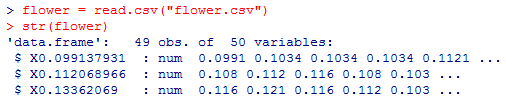 > flower = read.csv("flower.csv")
> str(flower)
'data.frame':   49 obs. of  50 variables:
 $ X0.099137931  : num  0.0991 0.1034 0.1034 0.1034 0.1121 ...
 $ X0.112068966  : num  0.108 0.112 0.116 0.108 0.103 ...
 $ X0.13362069   : num  0.116 0.121 0.116 0.112 0.103 ...